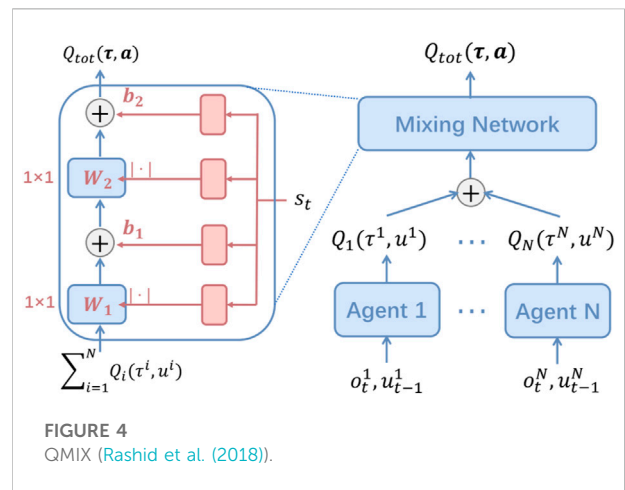 Q_{tot}(τ, a)
b_2
1×1
W_2
|·|
s_t
b_1
1×1
W_1
|·|
∑_{i=1}^{N} Q_i(τ^i, u^i)
Q_{tot}(τ, a)
Mixing Network
Q_1(τ^1, u^1) ··· Q_N(τ^N, u^N)
Agent 1 ··· Agent N
o_t^1, u_{t-1}^1 o_t^N, u_{t-1}^N
FIGURE 4
QMIX (Rashid et al. (2018)).